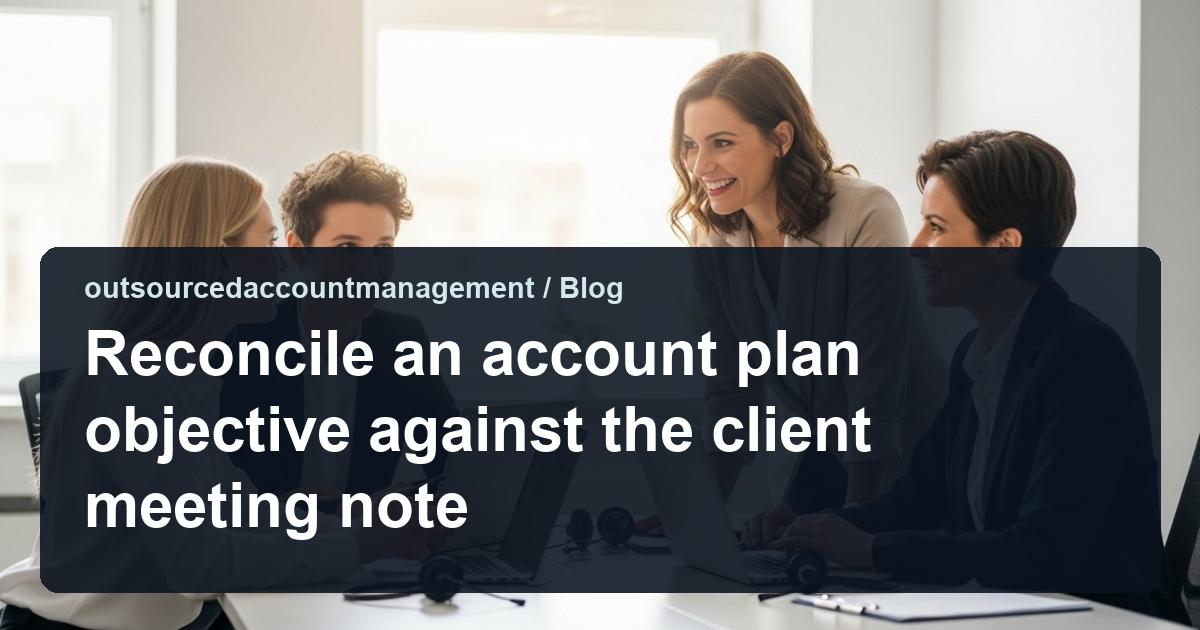 outsourcedaccountmanagement / Blog
Reconcile an account plan
objective against the client
meeting note